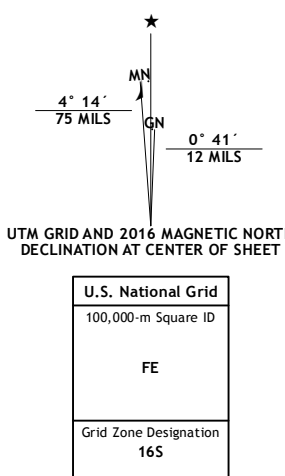 MN
4° 14´
75 MILS
GN
0° 41´
12 MILS
UTM GRID AND 2016 MAGNETIC NORT
DECLINATION AT CENTER OF SHEET
U.S. National Grid
100,000-m Square ID
FE
Grid Zone Designation
16S